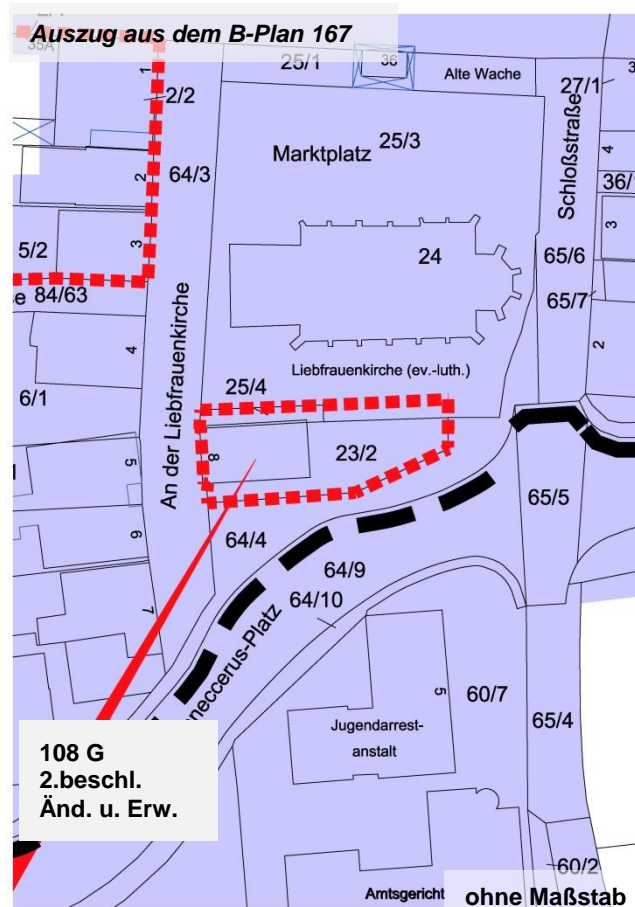 Auszug aus dem B-Plan 167
35A
25/1
36
Alte Wache
27/1
1
2/2
Marktplatz
25/3
Schloßstraße
4
36/
64/3
2
3
3
5/2
24
65/6
84/63
65/7
An der Liebfrauenkirche
4
2
Liebfrauenkirche (ev.-luth.)
6/1
25/4
5
8
23/2
65/5
6
64/4
64/9
64/10
7
neccerus-Platz
60/7
5
65/4
Jugendarrest-
anstalt
108 G
2.beschl.
Änd. u. Erw.
60/2
Amtsgericht
ohne Maßstab